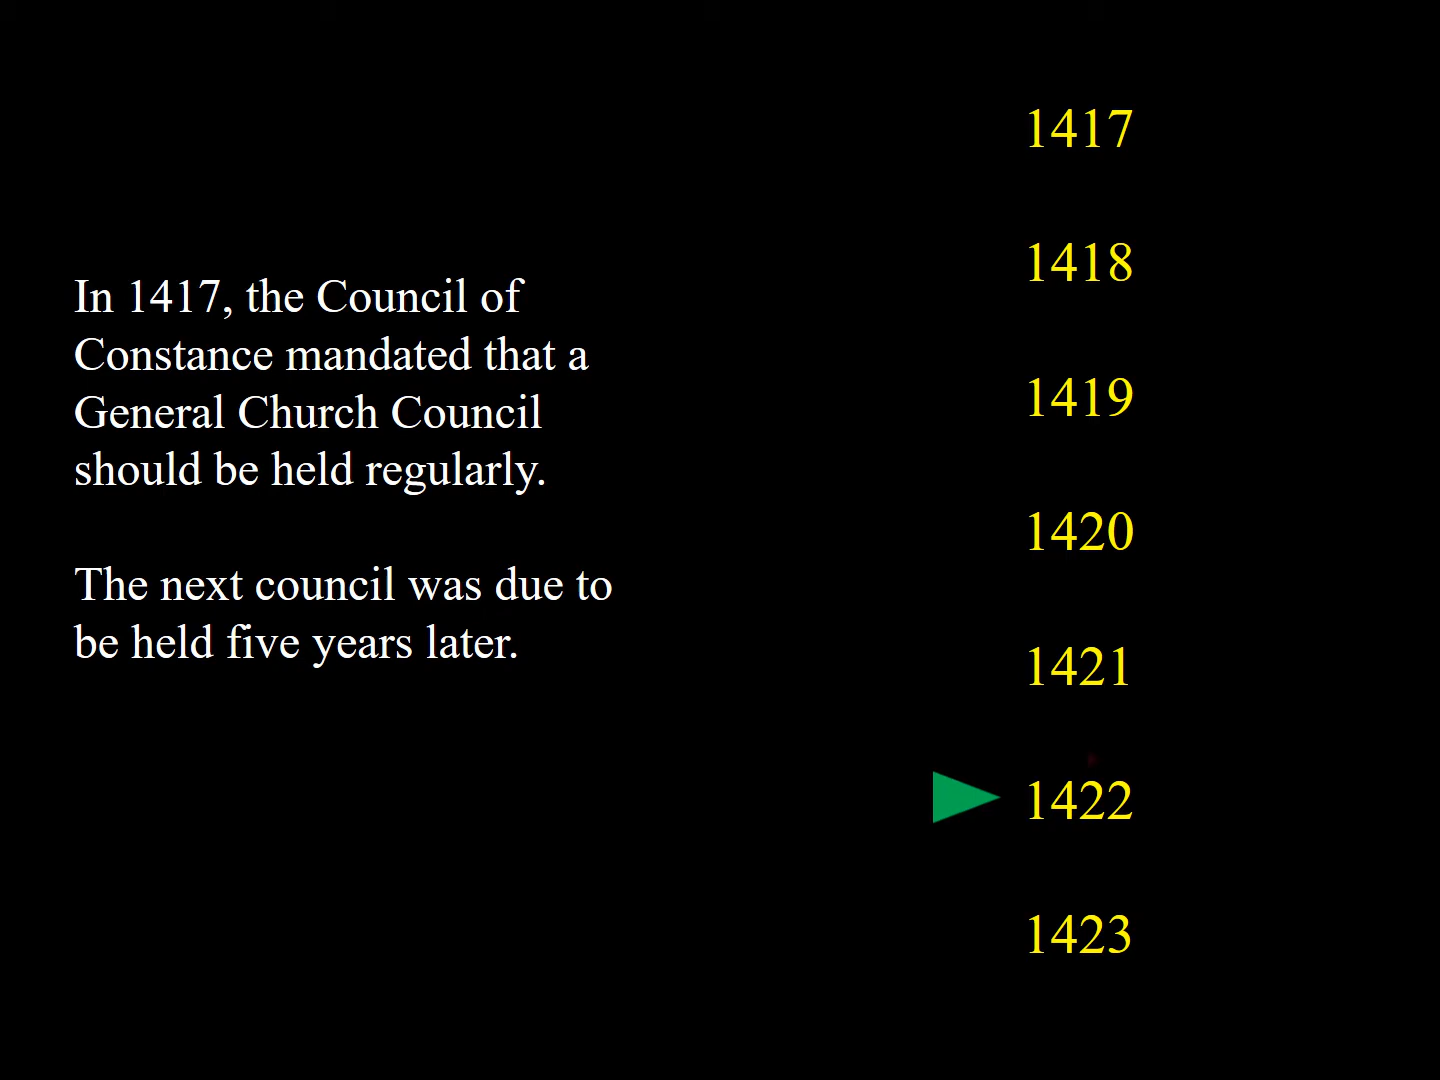 In 1417, the Council of
Constance mandated that a
General Church Council
should be held regularly.
The next council was due to
be held five years later.
1417
1418
1419
1420
1421
1422
1423